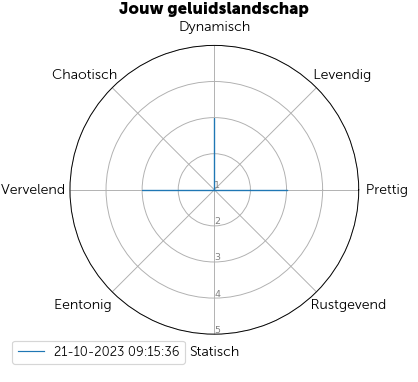 Jouw geluidslandschap
Dynamisch
Chaotisch
Levendig
Vervelend
1
Prettig
2
3
4
Eentonig
Rustgevend
5
21-10-2023 09:15:36
Statisch